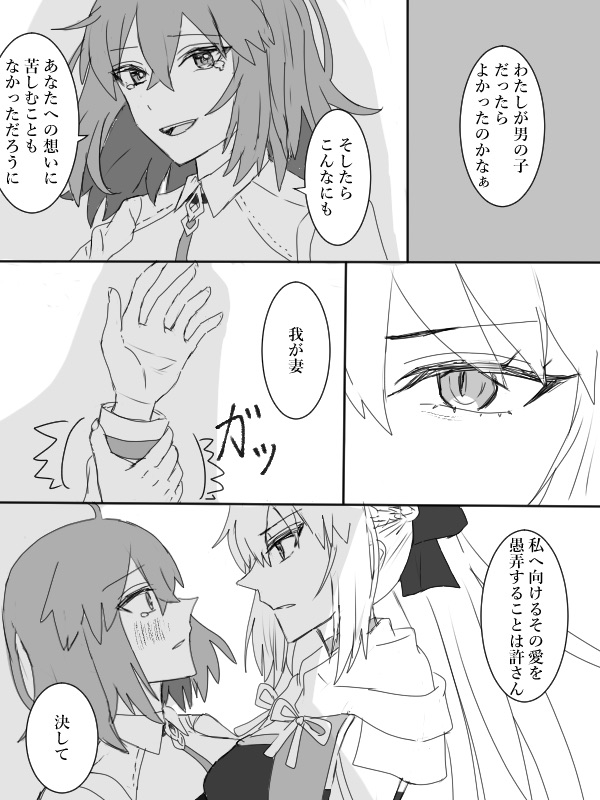 わたしが男の子
だったら
よかったのかなぁ
そしたら
こんなにも
あなたへの想いに
苦しむことも
なかっただろうに
我が妻
ガッ
私へ向けるその愛を
愚弄することは許さん
決して